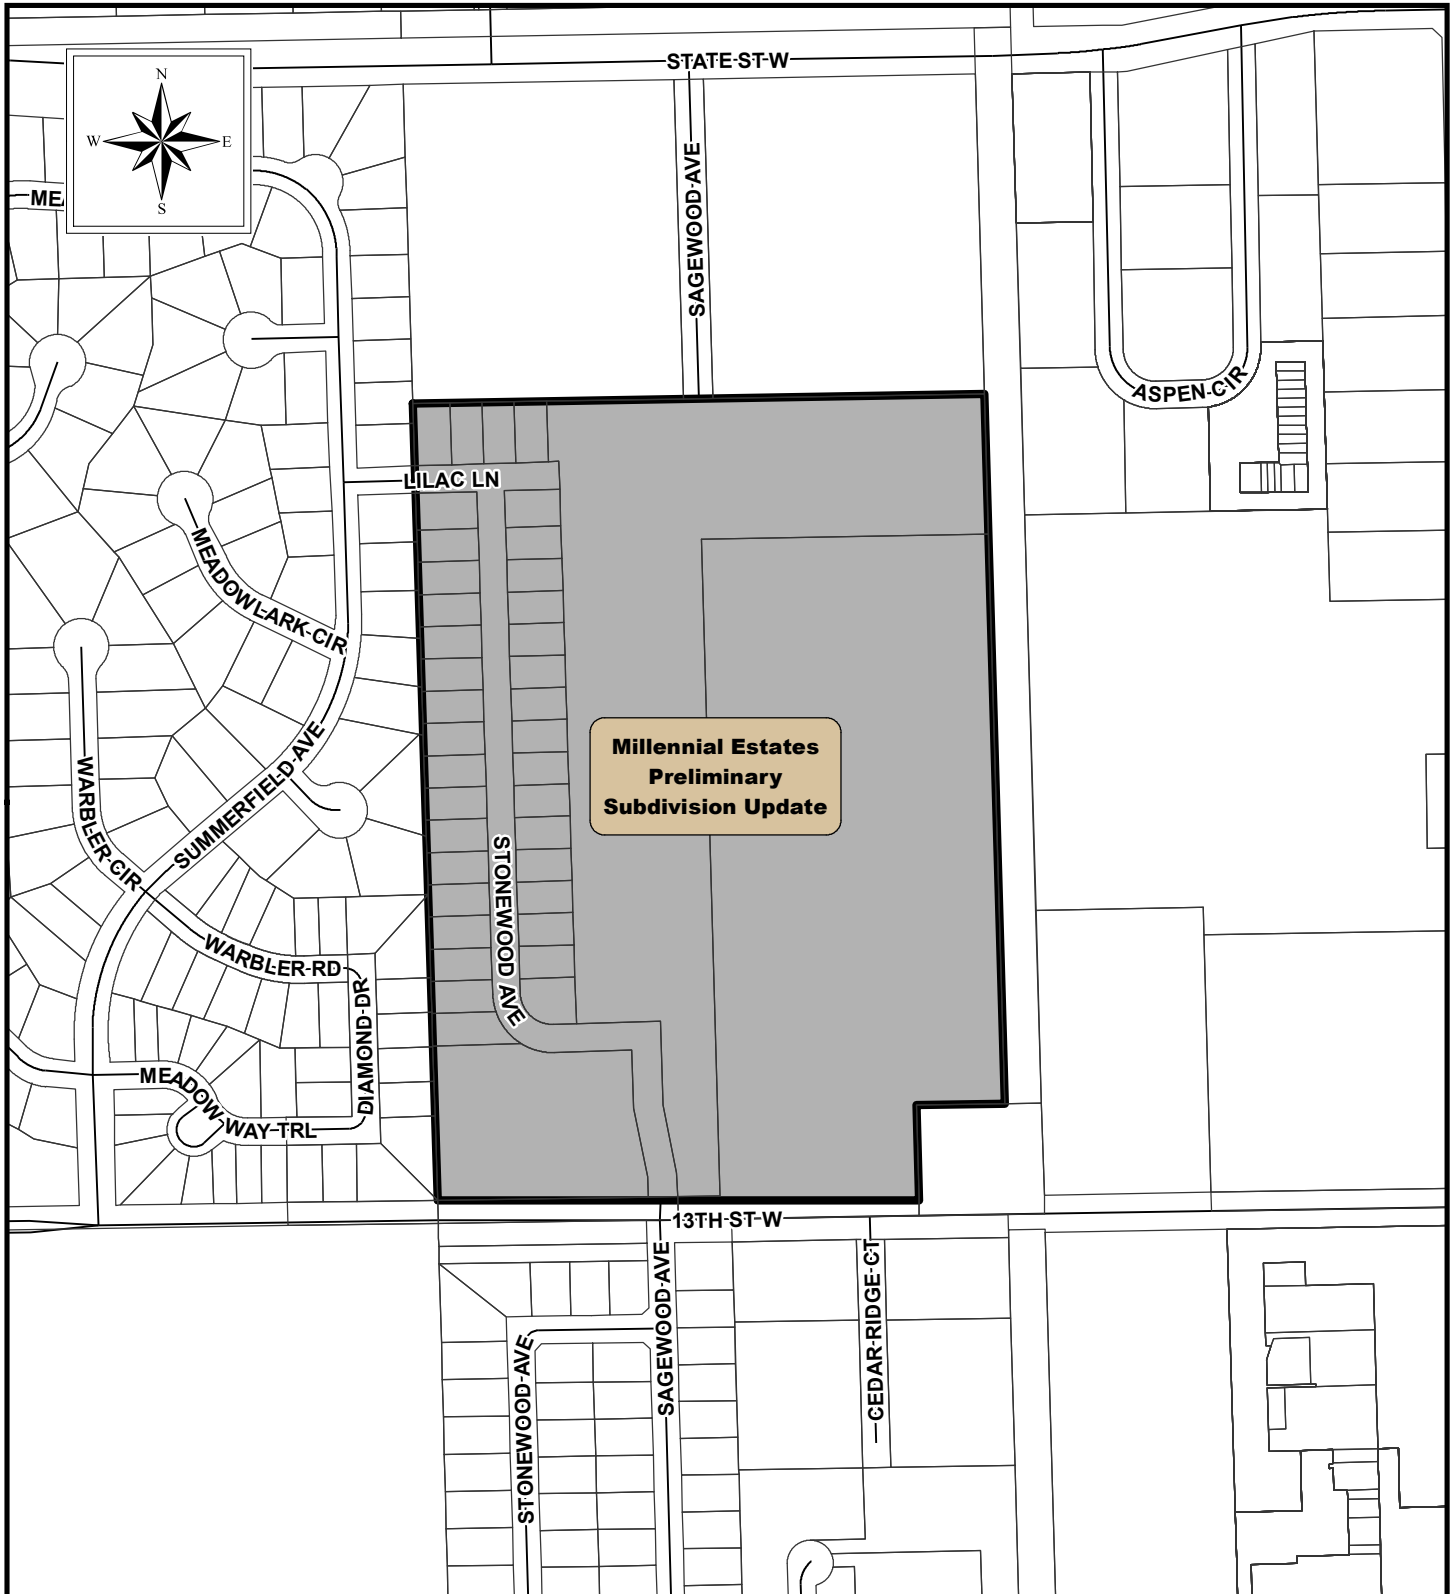 STATE ST W
N
W E
S
MEA
SAGEWOOD AVE
ASPEN CIR
LILAC LN
MEADOWLARK CIR
SUMMERFIELD AVE
WARBLER CIR
Millennial Estates
Preliminary
Subdivision Update
STONEWOOD AVE
WARBLER RD
DIAMOND DR
MEADOW WAY TRL
13TH ST W
SAGEWOOD AVE
CEDAR RIDGE CT
STONEWOOD AVE